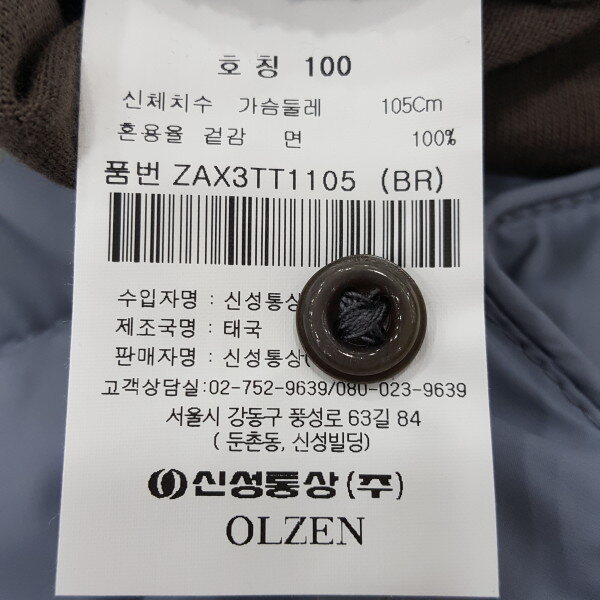 호칭 100
신체치수 가슴둘레 105Cm
혼용율 겉감 면 100%
품번 ZAX3TT1105 (BR)
수입자명 : 신성통상
제조국명 : 태국
판매자명 : 신성통상(
고객상담실:02-752-9639/080-023-9639
서울시 강동구 풍성로 63길 84
( 둔촌동, 신성빌딩)
신성통상(주)
OLZEN